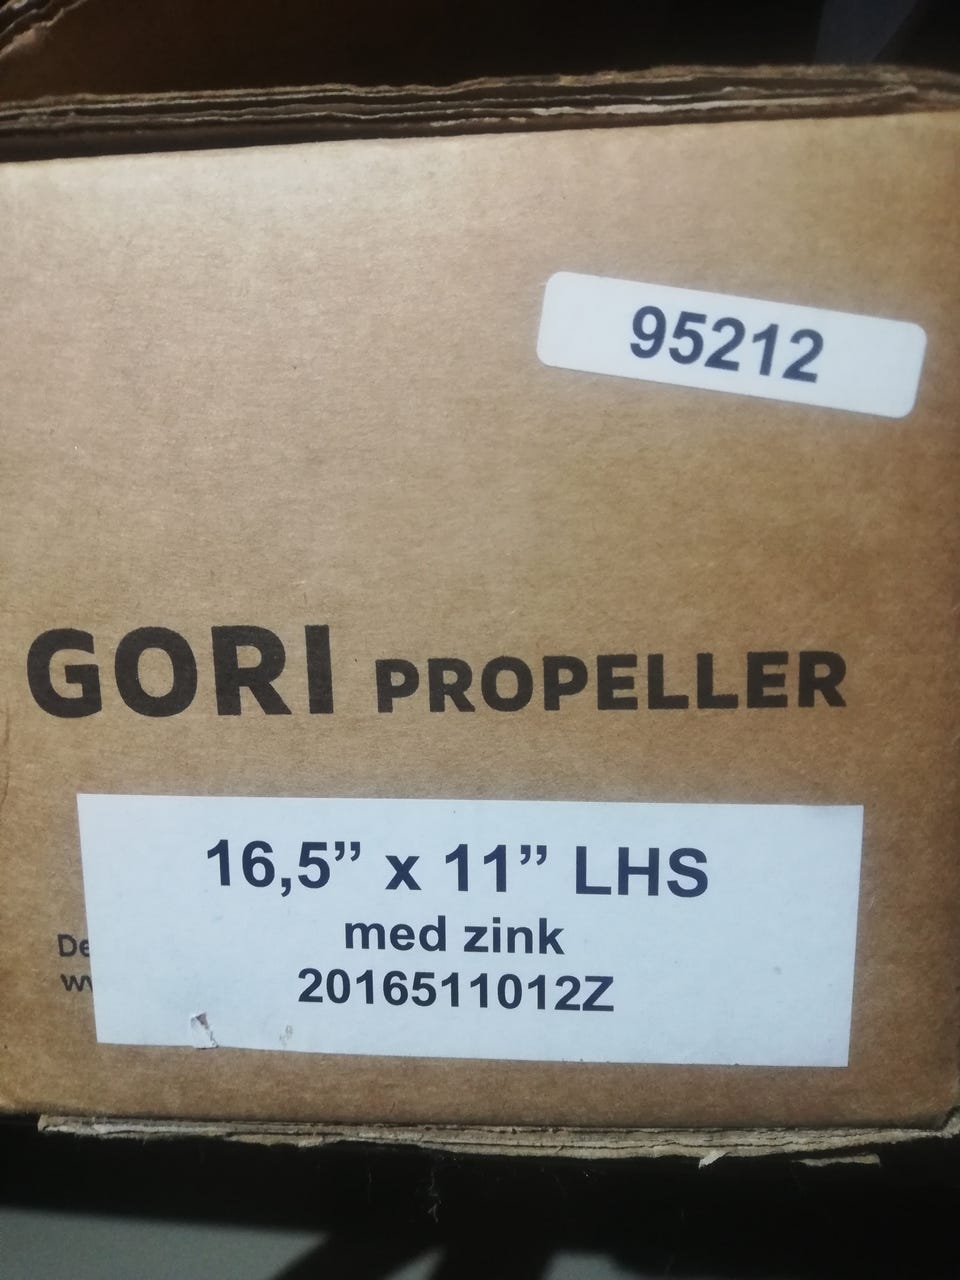 95212
GORI PROPELLER
16,5” x 11” LHS
med zink
2016511012Z